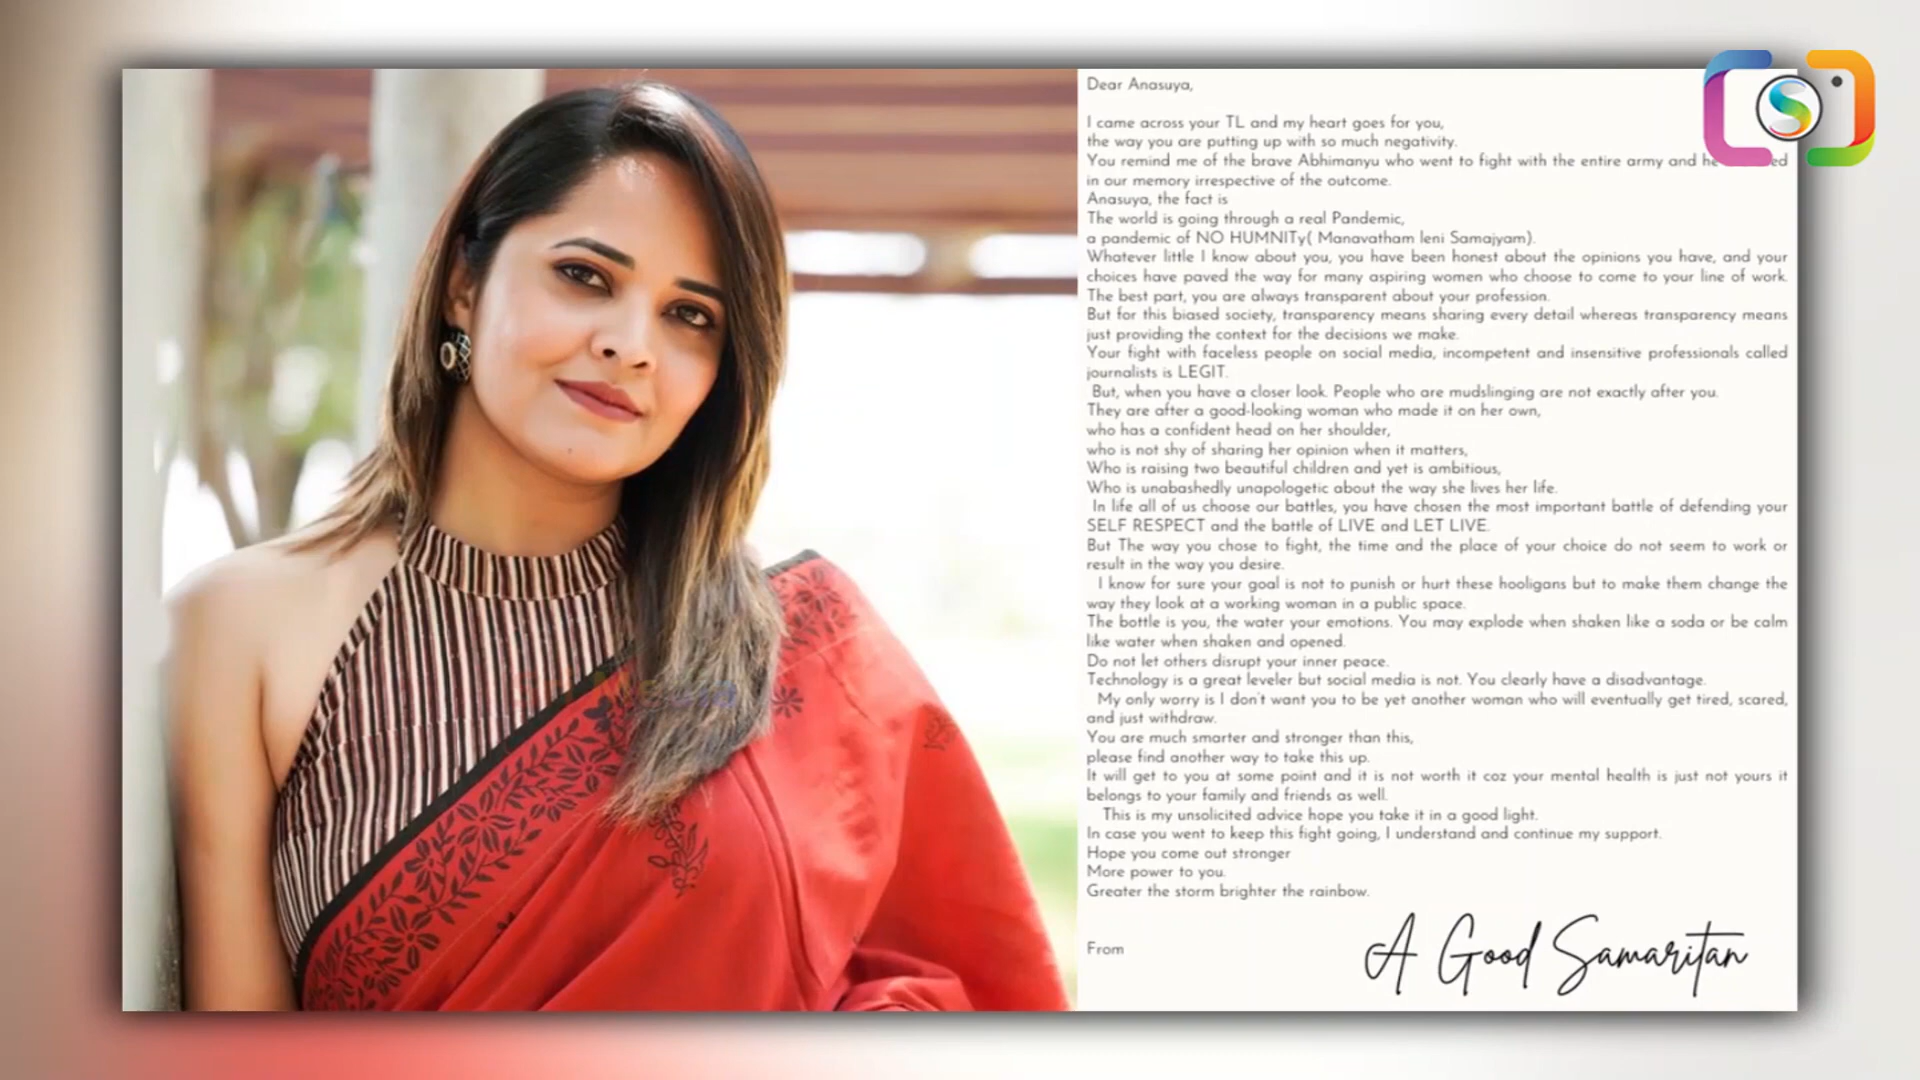 Dear Anasuya,
I came across your TL and my heart goes for you,
the way you are putting up with so much negativity.
You remind me of the brave Abhimanyu who went to fight with the entire army and he ed
in our memory irrespective of the outcome.
Anasuya, the fact is
The world is going through a real Pandemic,
a pandemic of NO HUMNITy( Manavatham leni Samajyam).
Whatever little I know about you, you have been honest about the opinions you have, and your
choices have paved the way for many aspiring women who choose to come to your line of work.
The best part, you are always transparent about your profession.
But for this biased society, transparency means sharing every detail whereas transparency means
just providing the context for the decisions we make.
Your fight with faceless people on social media, incompetent and insensitive professionals called
journalists is LEGIT.
But, when you have a closer look. People who are mudslinging are not exactly after you.
They are after a good-looking woman who made it on her own,
who has a confident head on her shoulder,
who is not shy of sharing her opinion when it matters,
Who is raising two beautiful children and yet is ambitious,
Who is unabashedly unapologetic about the way she lives her life.
In life all of us choose our battles, you have chosen the most important battle of defending your
SELF RESPECT and the battle of LIVE and LET LIVE.
But The way you chose to fight, the time and the place of your choice do not seem to work or
result in the way you desire.
I know for sure your goal is not to punish or hurt these hooligans but to make them change the
way they look at a working woman in a public space.
The bottle is you, the water your emotions. You may explode when shaken like a soda or be calm
like water when shaken and opened.
Do not let others disrupt your inner peace.
Technology is a great leveler but social media is not. You clearly have a disadvantage.
My only worry is I don't want you to be yet another woman who will eventually get tired, scared,
and just withdraw.
You are much smarter and stronger than this,
please find another way to take this up.
It will get to you at some point and it is not worth it coz your mental health is just not yours it
belongs to your family and friends as well.
This is my unsolicited advice hope you take it in a good light.
In case you went to keep this fight going, I understand and continue my support.
Hope you come out stronger
More power to you.
Greater the storm brighter the rainbow.
From
A Good Samaritan